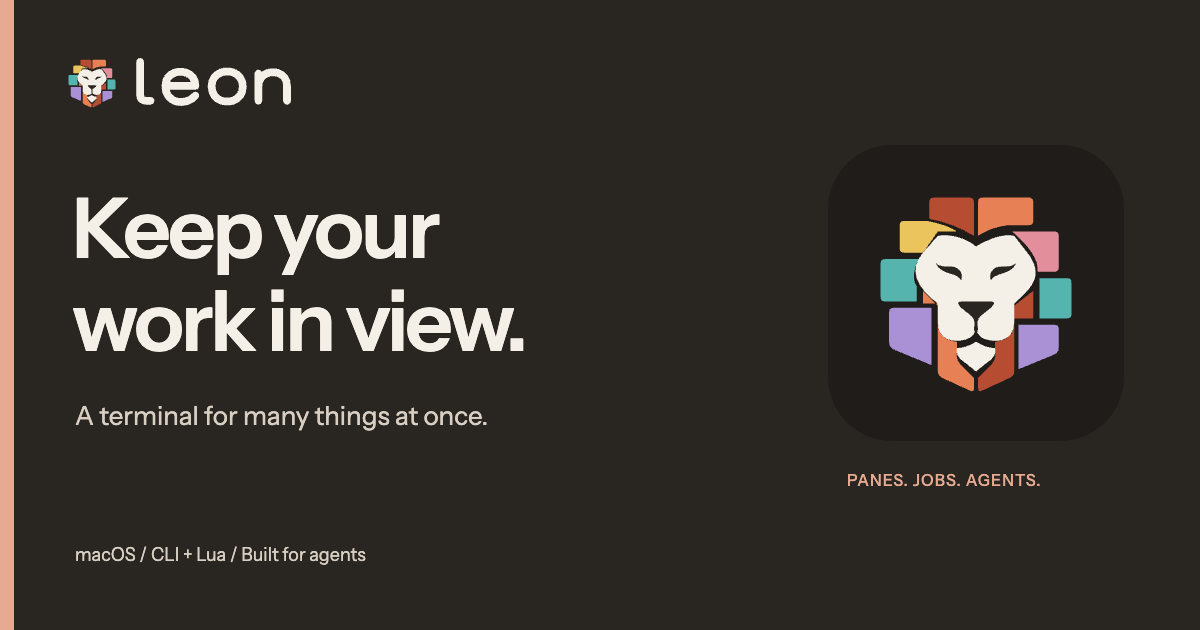 leon
Keep your
work in view.
A terminal for many things at once.
PANES. JOBS. AGENTS.
macOS / CLI + Lua / Built for agents